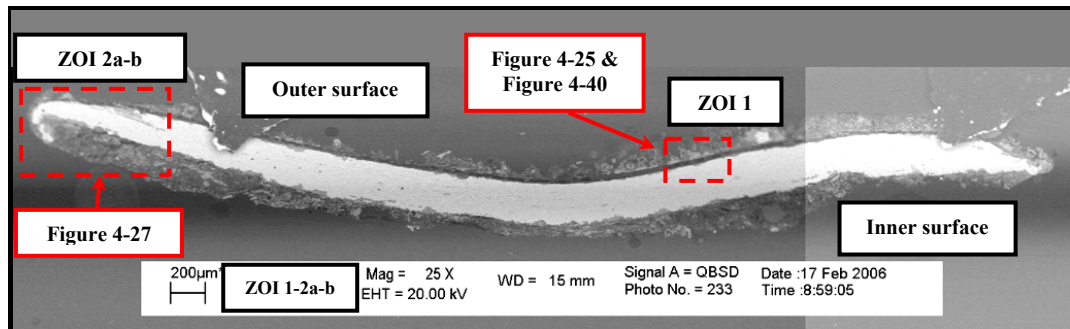 ZOI 2a-b
Outer surface
Figure 4-25 &
Figure 4-40
ZOI 1
Figure 4-27
Inner surface
200µm
ZOI 1-2a-b
Mag = 25 X
EHT = 20.00 kV
WD = 15 mm
Signal A = QBSD
Photo No. = 233
Date :17 Feb 2006
Time :8:59:05